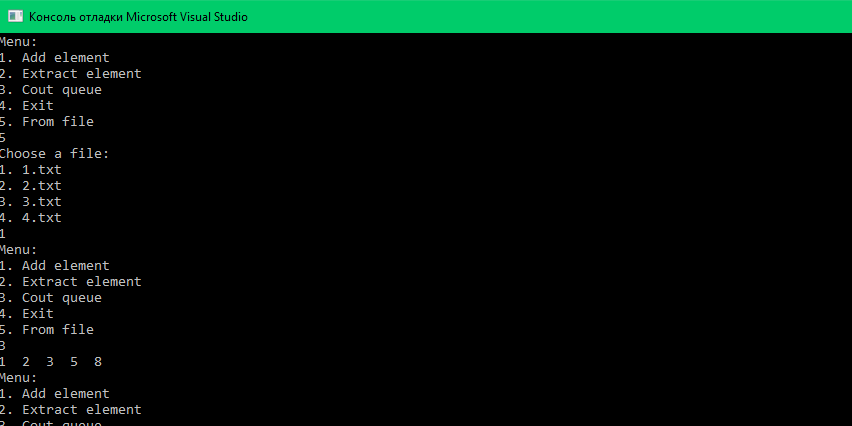 Консоль отладки Microsoft Visual Studio
Menu:
1. Add element
2. Extract element
3. Cout queue
4. Exit
5. From file
5
Choose a file:
1. 1.txt
2. 2.txt
3. 3.txt
4. 4.txt
1
Menu:
1. Add element
2. Extract element
3. Cout queue
4. Exit
5. From file
3
1  2  3  5  8
Menu:
1. Add element
2. Extract element
3. Cout queue